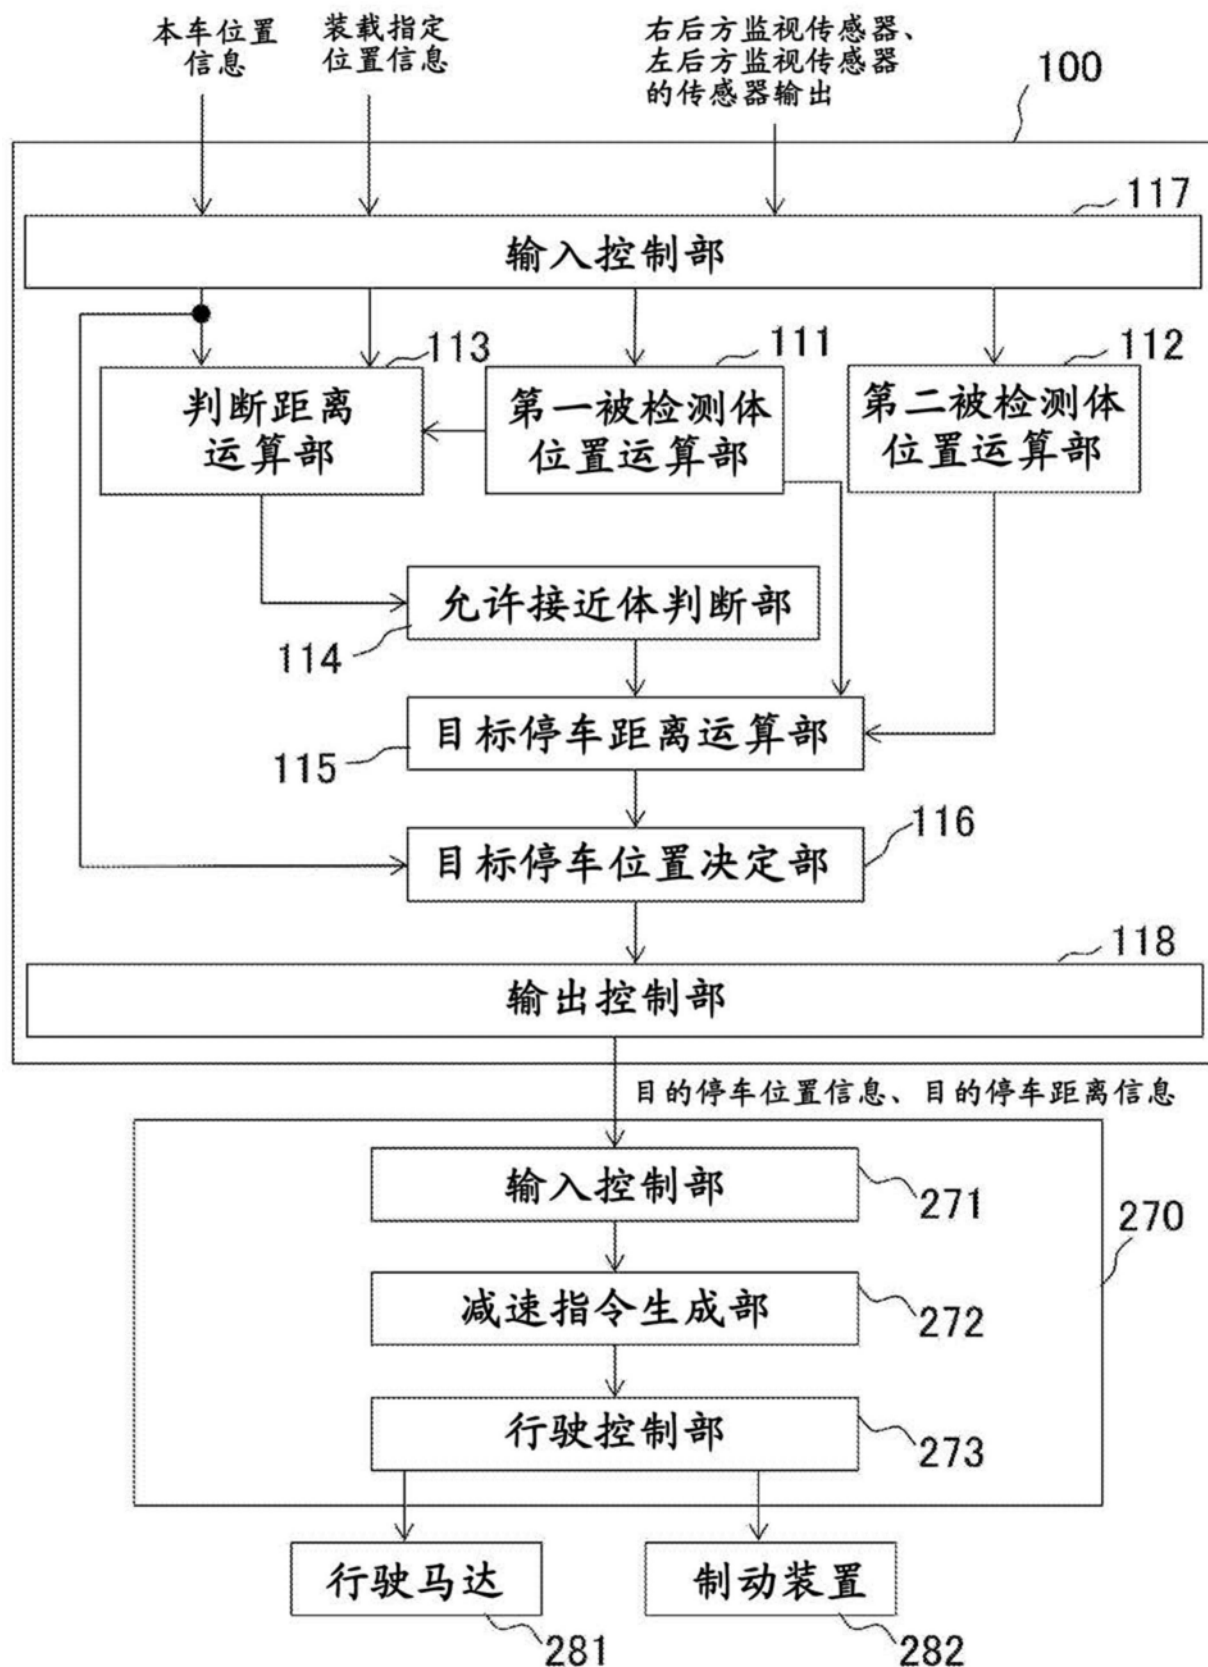 本车位置
信息
装载指定
位置信息
右后方监视传感器、
左后方监视传感器
的传感器输出
100
117
输入控制部
113
判断距离
运算部
111
第一被检测体
位置运算部
112
第二被检测体
位置运算部
允许接近体判断部
114
目标停车距离运算部
115
116
目标停车位置决定部
118
输出控制部
目的停车位置信息、目的停车距离信息
输入控制部
271
270
减速指令生成部
272
行驶控制部
273
行驶马达
281
制动装置
282